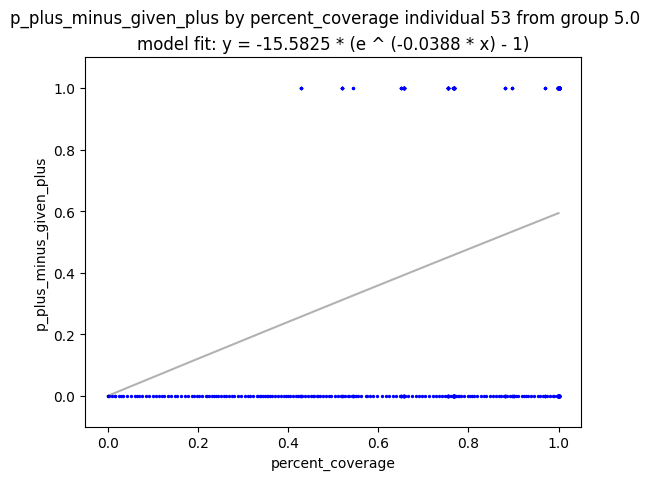 p_plus_minus_given_plus by percent_coverage individual 53 from group 5.0
model fit: y = -15.5825 * (e ^ (-0.0388 * x) - 1)
1.0
0.8
0.6
0.4
0.2
0.0
p_plus_minus_given_plus
0.0 0.2 0.4 0.6 0.8 1.0
percent_coverage